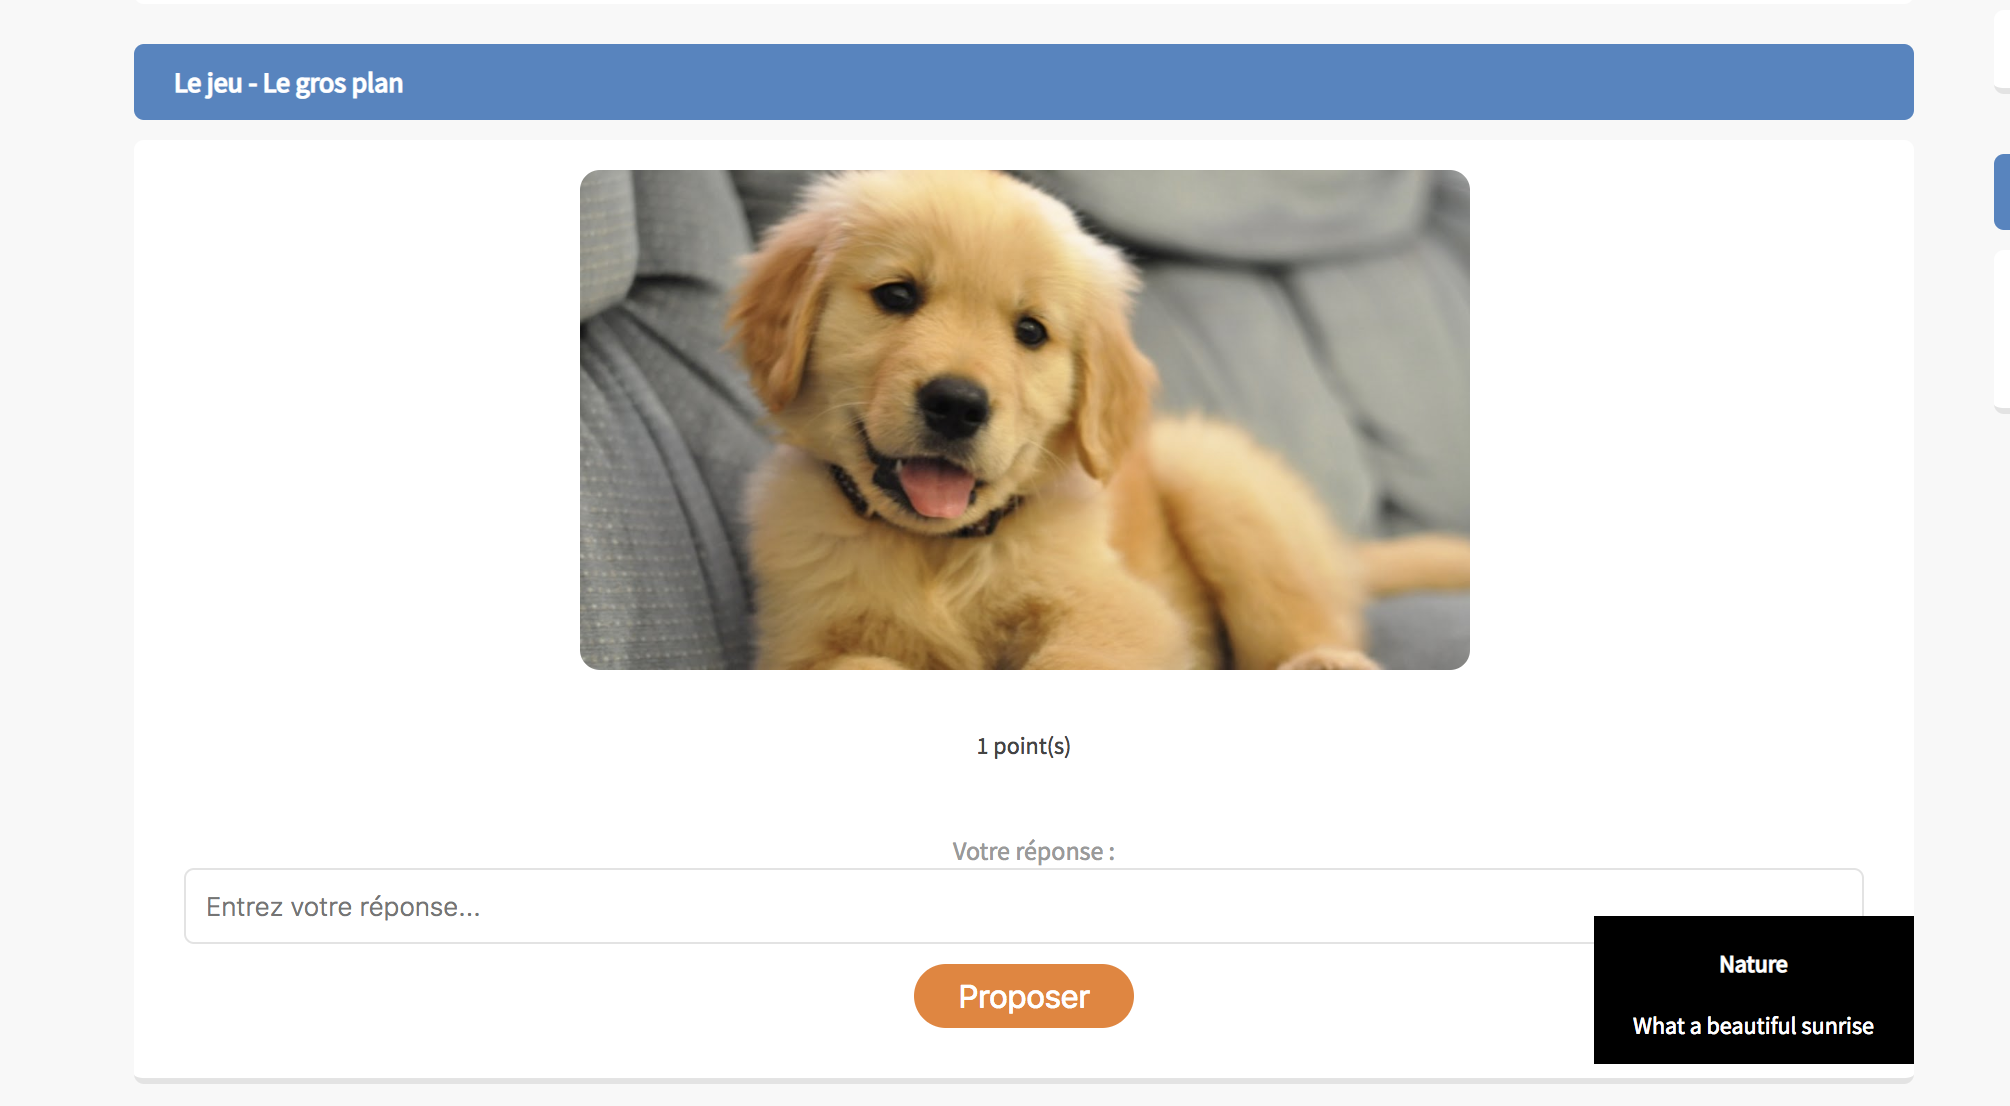 Le jeu - Le gros plan
1 point(s)
Votre réponse :
Entrez votre réponse...
Proposer
Nature
What a beautiful sunrise